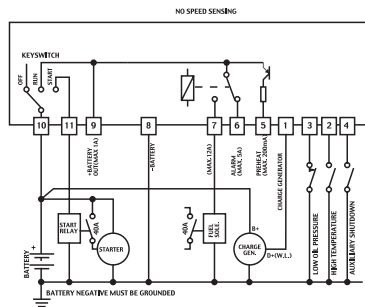 NO SPEED SENSING
KEYSWITCH
OFF
RUN
START
10
11
9
8
7
6
5
1
3
2
4
+BATTERY
OUT(MAX 1A)
-BATTERY
(MAX.12A)
ALARM
(MAX. 5A)
PREHEAT
(MAX. 200mA)
CHARGE GENERATOR
START
RELAY
40A
STARTER
40A
FUEL
SOLE.
B+
CHARGE
GEN.
D+(W.L.)
LOW OIL PRESSURE
HIGH TEMPERATURE
AUXILIARY SHUTDOWN
BATTERY
+
BATTERY NEGATIVE MUST BE GROUNDED